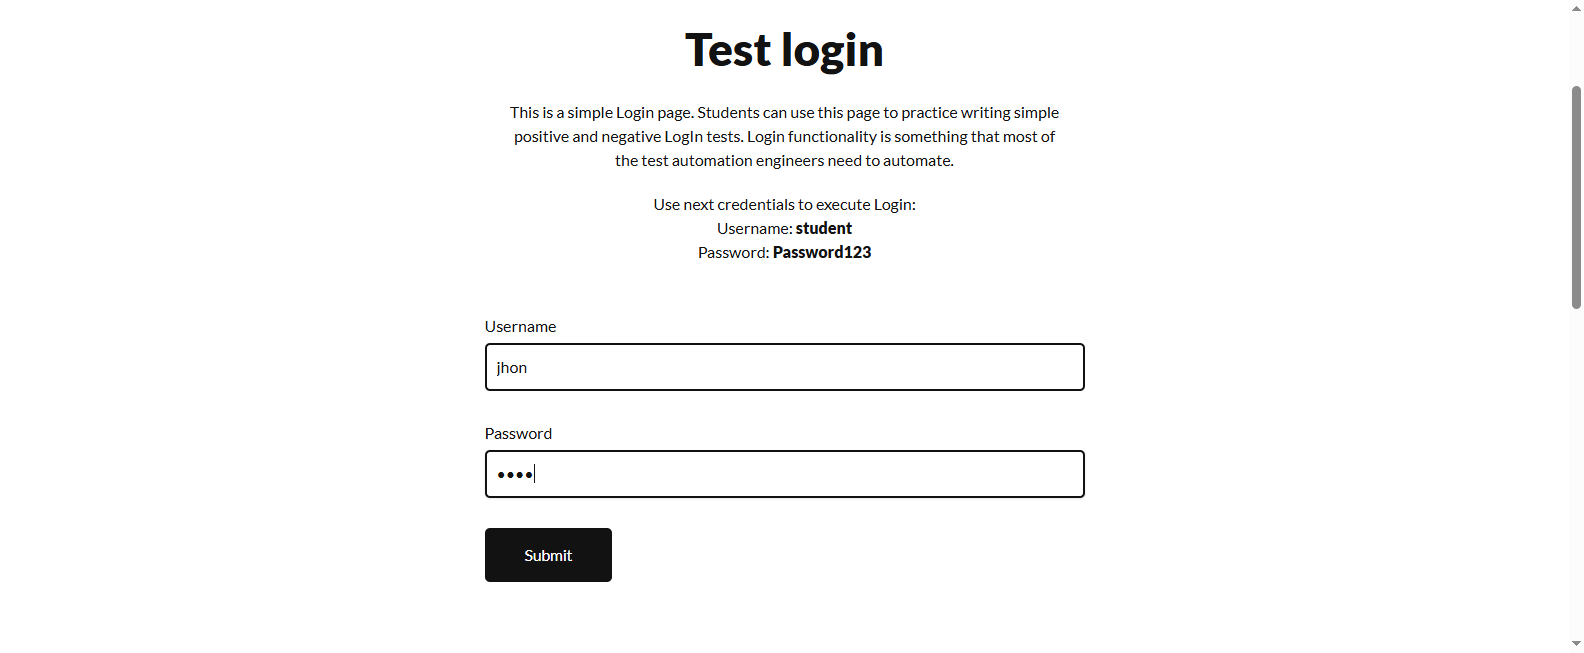 Test login
This is a simple Login page. Students can use this page to practice writing simple
positive and negative LogIn tests. Login functionality is something that most of
the test automation engineers need to automate.
Use next credentials to execute Login:
Username: student
Password: Password123
Username
jhon
Password
••••
Submit